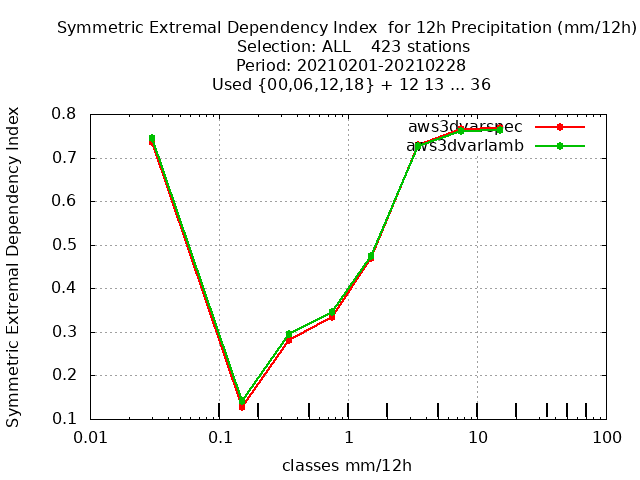 Symmetric Extremal Dependency Index  for 12h Precipitation (mm/12h)
Selection: ALL    423 stations
Period: 20210201-20210228
Used {00,06,12,18} + 12 13 ... 36
aws3dvarspec
aws3dvarlamb
Symmetric Extremal Dependency Index
0.8
0.7
0.6
0.5
0.4
0.3
0.2
0.1
0.01 0.1 1 10 100
classes mm/12h